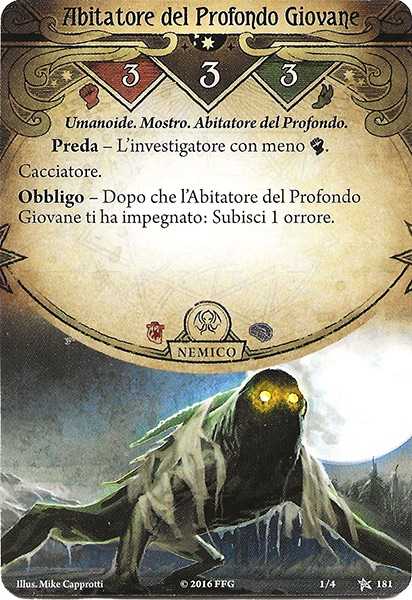 Abitatore del Profondo Giovane
3 3 3
Umanoide. Mostro. Abitatore del Profondo.
Preda – L'investigatore con meno .
Cacciatore.
Obbligo – Dopo che l'Abitatore del Profondo
Giovane ti ha impegnato: Subisci 1 orrore.
NEMICO
Illus. Mike Capprotti © 2016 FFG 1/4 181